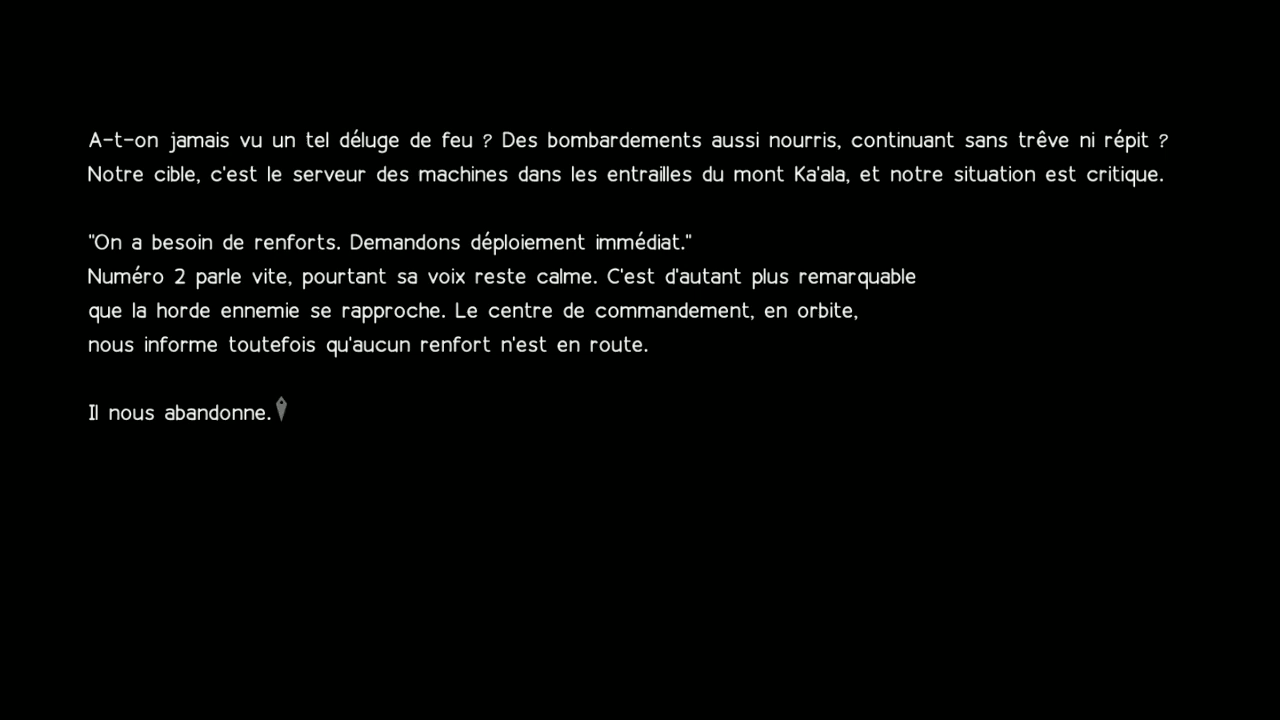 A-t-on jamais vu un tel déluge de feu ? Des bombardements aussi nourris, continuant sans trêve ni répit ?
Notre cible, c'est le serveur des machines dans les entrailles du mont Ka'ala, et notre situation est critique.
"On a besoin de renforts. Demandons déploiement immédiat."
Numéro 2 parle vite, pourtant sa voix reste calme. C'est d'autant plus remarquable
que la horde ennemie se rapproche. Le centre de commandement, en orbite,
nous informe toutefois qu'aucun renfort n'est en route.
Il nous abandonne.